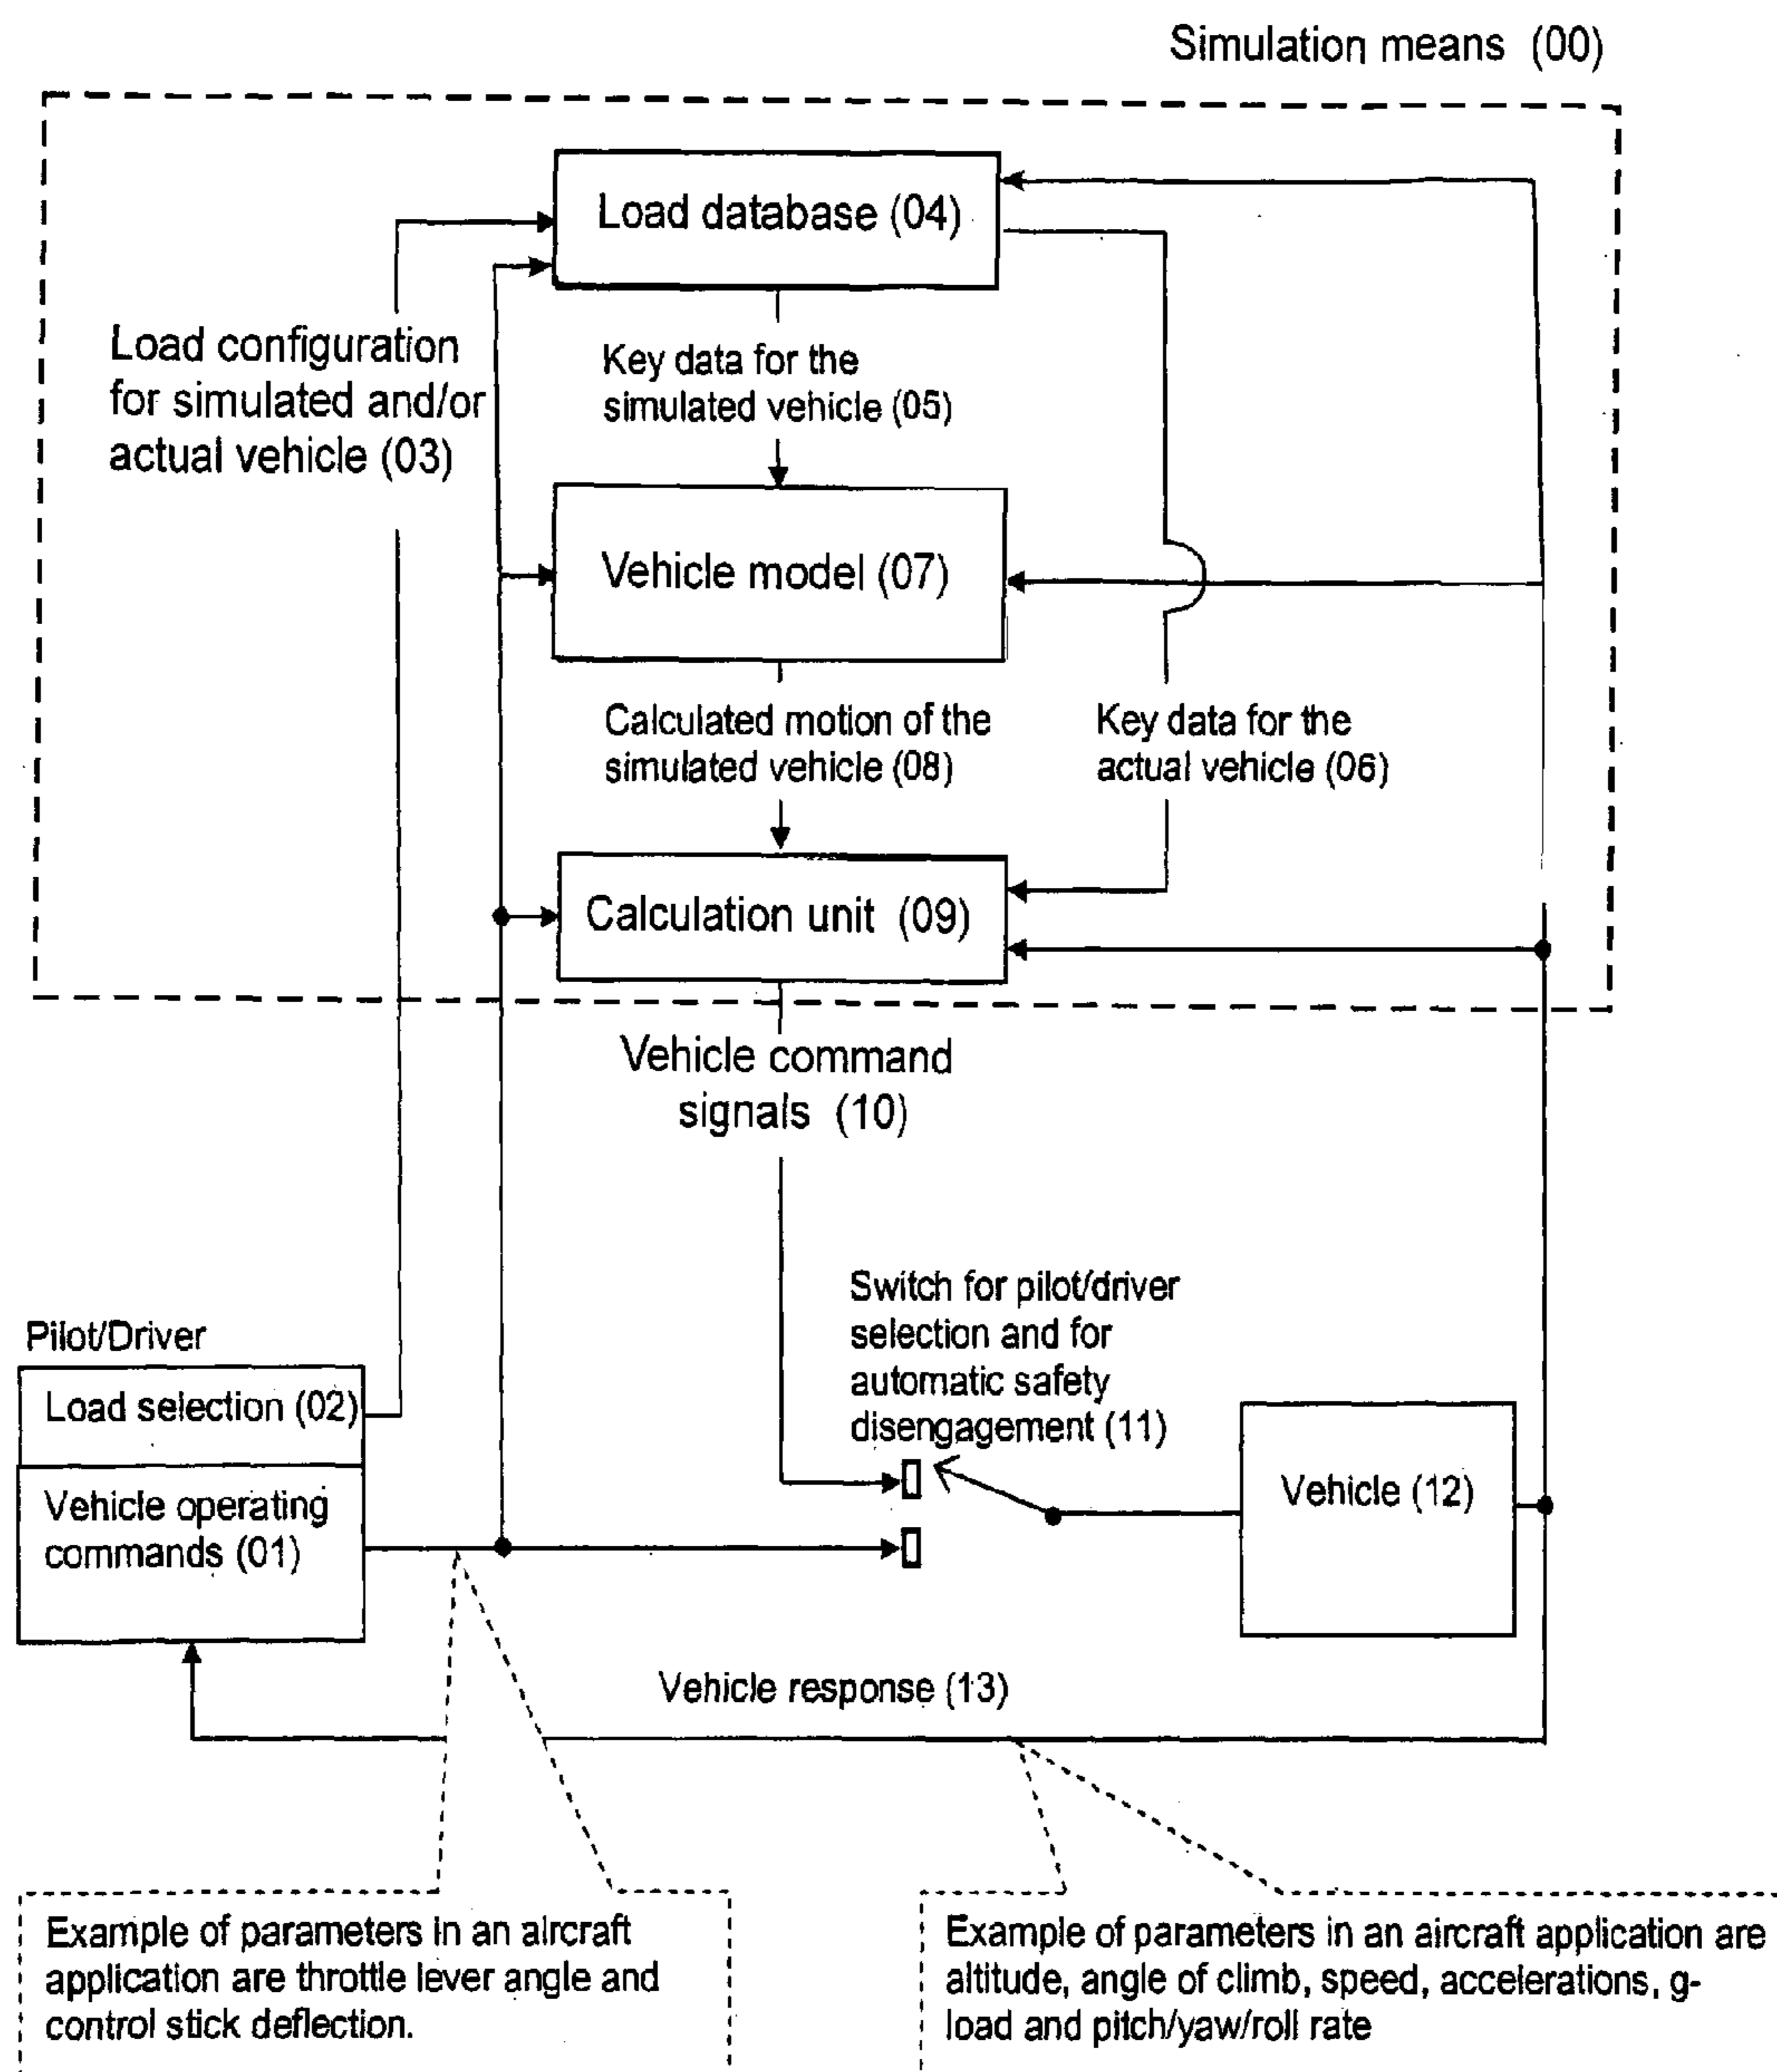 Simulation means (00)
Load database (04)
Load configuration
for simulated and/or
actual vehicle (03)
Key data for the
simulated vehicle (05)
Vehicle model (07)
Calculated motion of the
simulated vehicle (08)
Key data for the
actual vehicle (06)
Calculation unit (09)
Vehicle command
signals (10)
Switch for pilot/driver
selection and for
automatic safety
disengagement (11)
Pilot/Driver
Load selection (02)
Vehicle operating
commands (01)
Vehicle (12)
Vehicle response (13)
Example of parameters in an aircraft
application are throttle lever angle and
control stick deflection.
Example of parameters in an aircraft application are
altitude, angle of climb, speed, accelerations, g-
load and pitch/yaw/roll rate